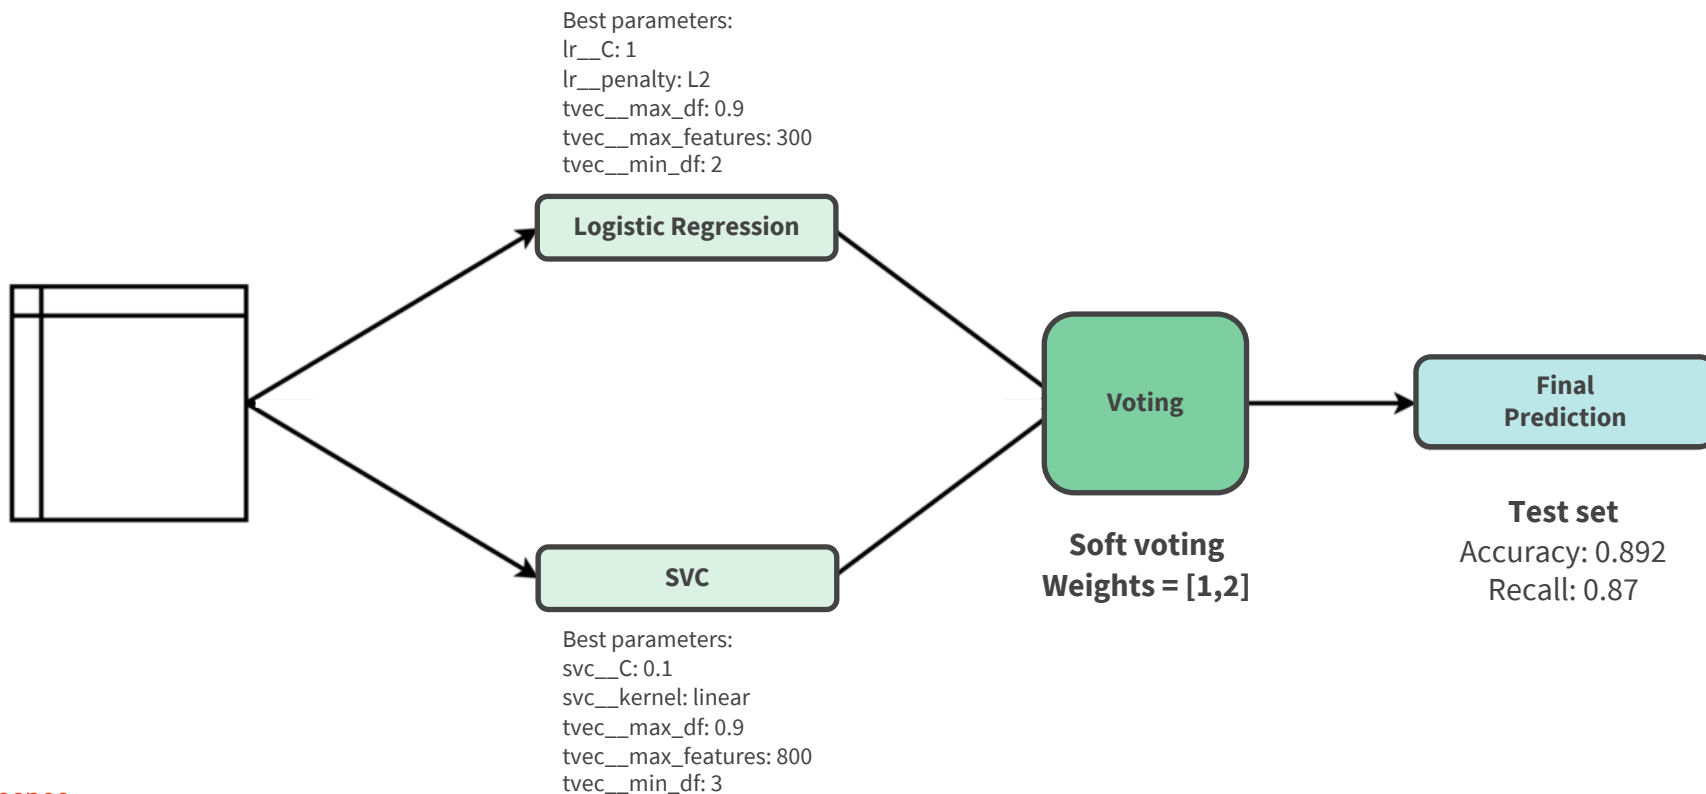 Best parameters:
lr__C: 1
lr__penalty: L2
tvec__max_df: 0.9
tvec__max_features: 300
tvec__min_df: 2
Logistic Regression
Voting
Final
Prediction
Soft voting
Weights = [1,2]
Test set
Accuracy: 0.892
Recall: 0.87
SVC
Best parameters:
svc__C: 0.1
svc__kernel: linear
tvec__max_df: 0.9
tvec__max_features: 800
tvec__min_df: 3